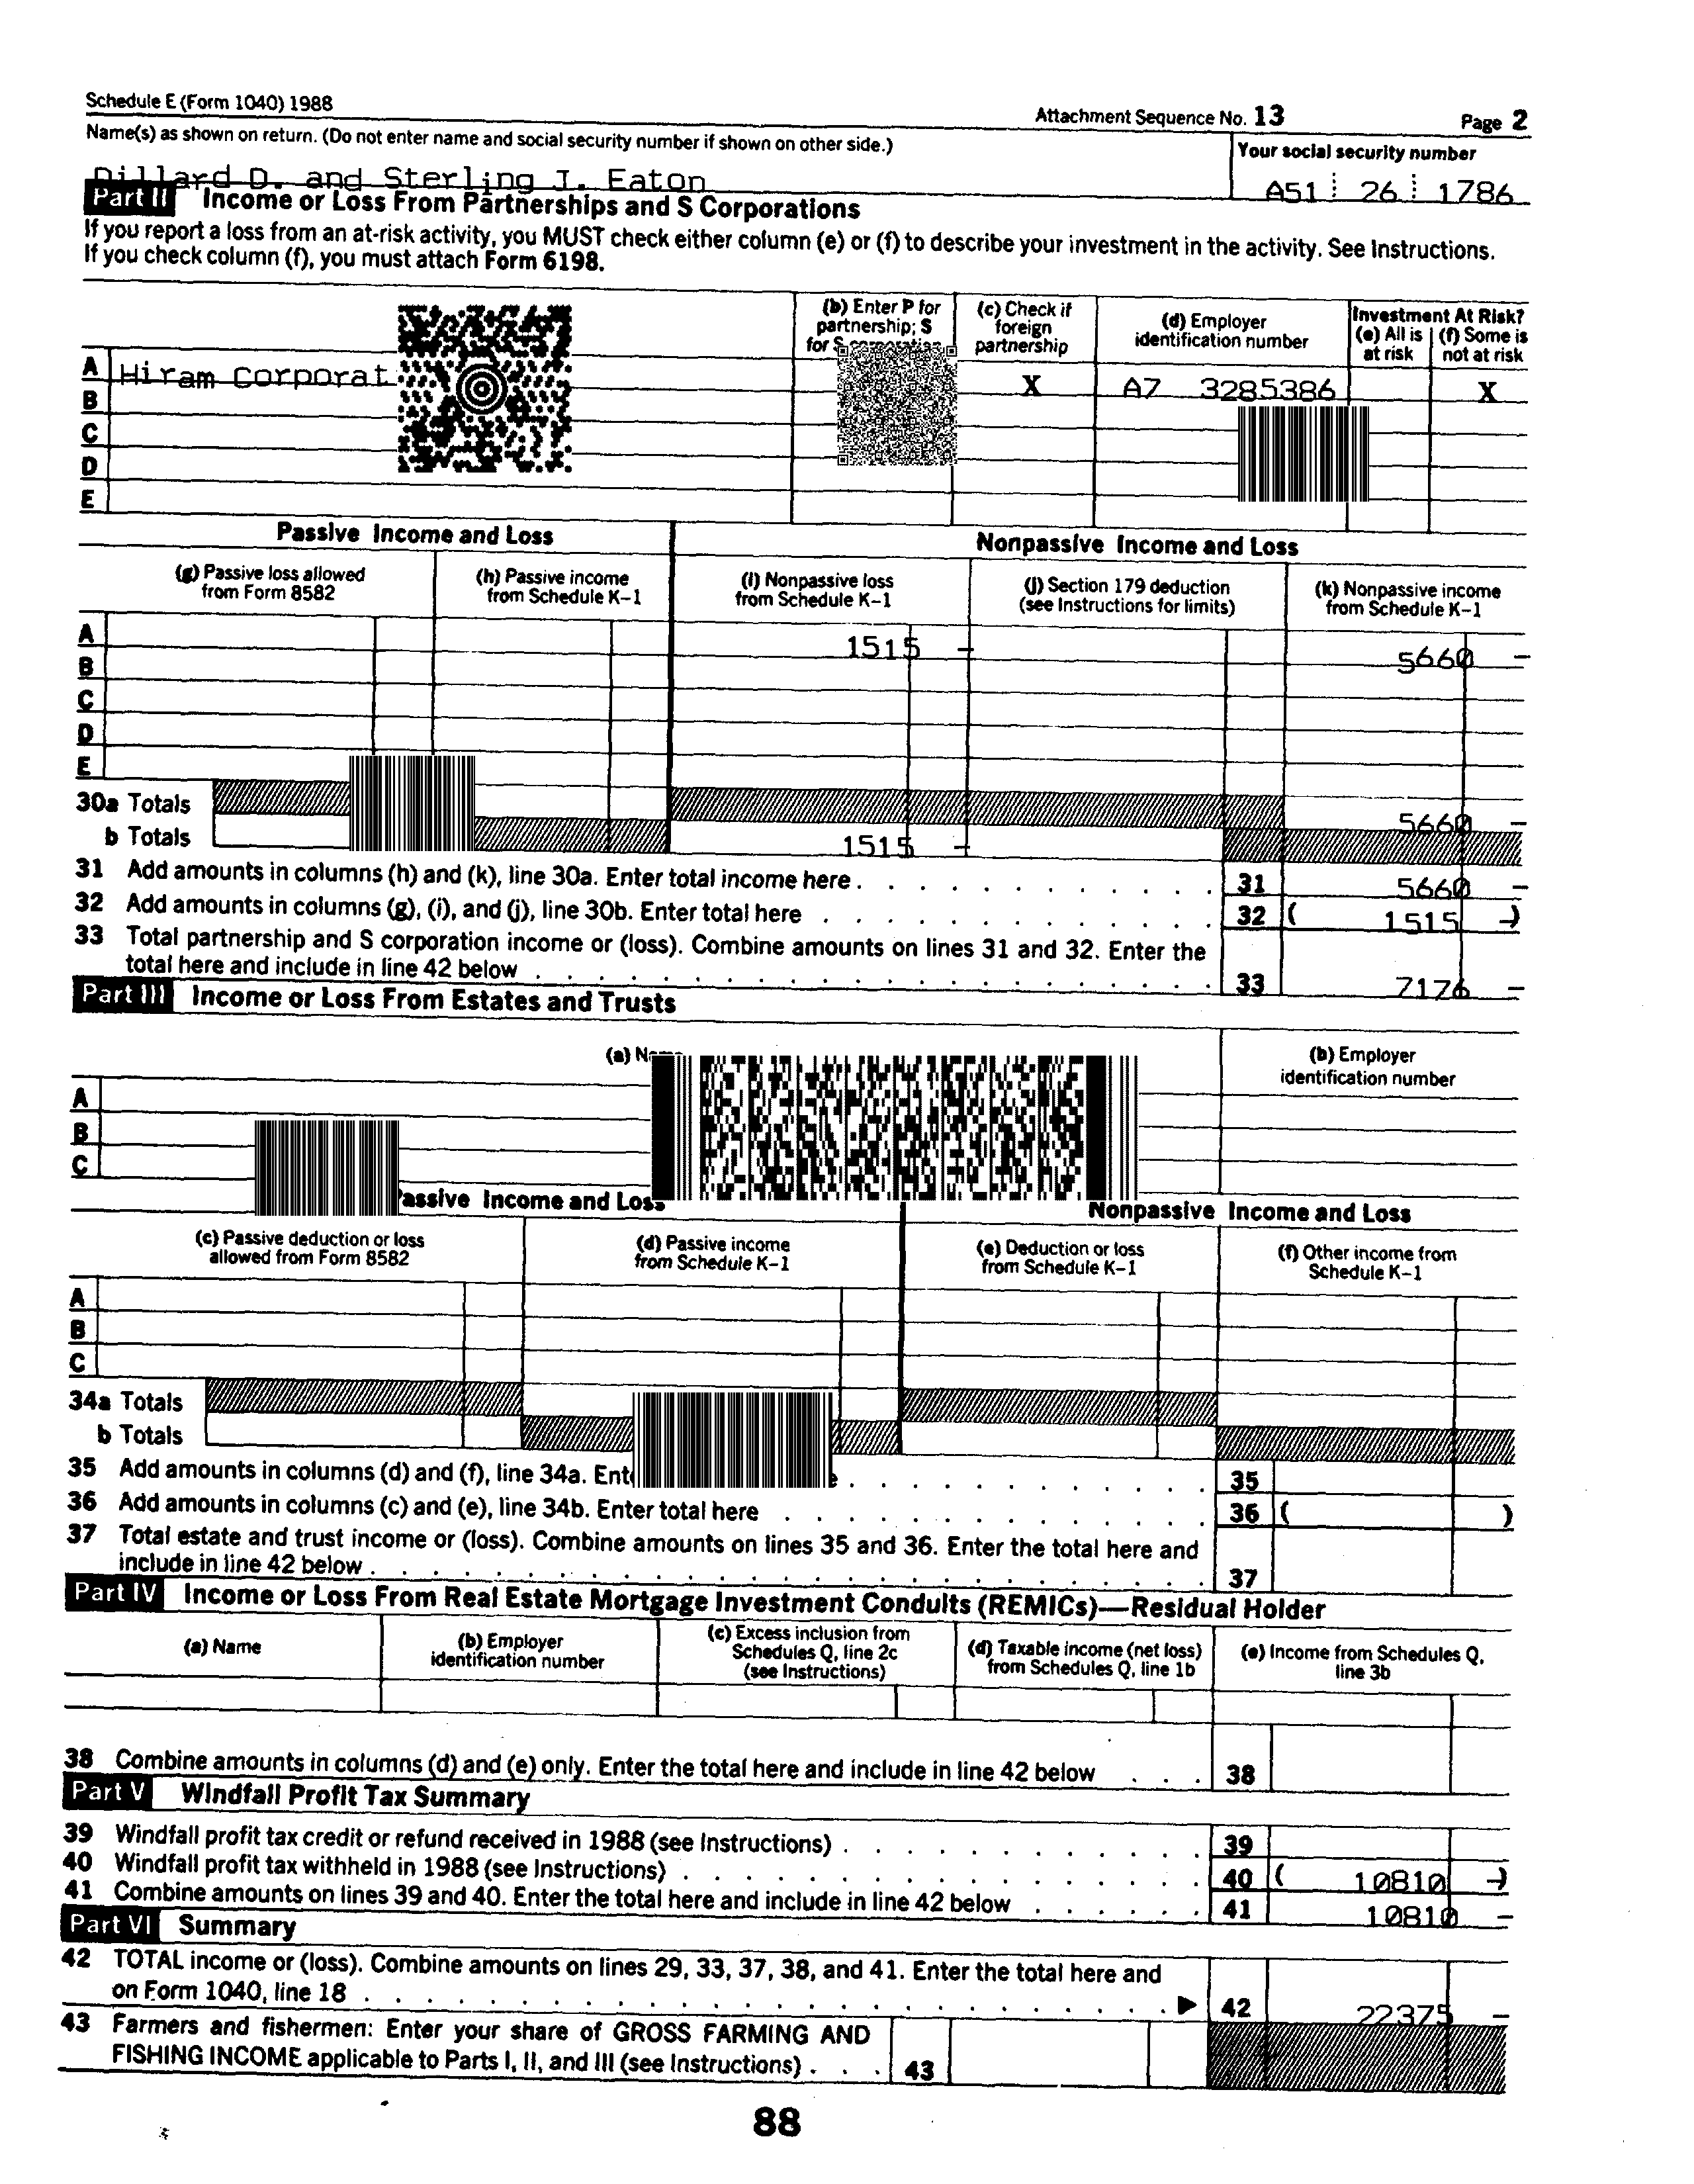 Schedule E (Form 1040) 1988
Attachment Sequence No. 13
Page 2
Name(s) as shown on return. (Do not enter name and social security number if shown on other side.)
Your social security number
Dillard D. and Sterling J. Eaton
A51 26 1786
Part II Income or Loss From Partnerships and S Corporations
If you report a loss from an at-risk activity, you MUST check either column (e) or (f) to describe your investment in the activity. See Instructions.
If you check column (f), you must attach Form 6198.
(b) Enter P for partnership; S for S corporation
(c) Check if foreign partnership
(d) Employer identification number
Investment At Risk?
(e) All is at risk
(f) Some is not at risk
A Hiram Corporat X A7 3285386 X
B
C
D
E
Passive Income and Loss
Nonpassive Income and Loss
(g) Passive loss allowed from Form 8582
(h) Passive income from Schedule K-1
(i) Nonpassive loss from Schedule K-1
(j) Section 179 deduction (see Instructions for limits)
(k) Nonpassive income from Schedule K-1
A 1515 - 5660 -
B
C
D
E
30a Totals 5660 -
b Totals 1515 -
31 Add amounts in columns (h) and (k), line 30a. Enter total income here . 31 5660 -
32 Add amounts in columns (g), (i), and (j), line 30b. Enter total here . 32 ( 1515 -)
33 Total partnership and S corporation income or (loss). Combine amounts on lines 31 and 32. Enter the
total here and include in line 42 below . 33 7176 -
Part III Income or Loss From Estates and Trusts
(a)
(b) Employer identification number
A
B
C
Passive Income and Loss
Nonpassive Income and Loss
(c) Passive deduction or loss allowed from Form 8582
(d) Passive income from Schedule K-1
(e) Deduction or loss from Schedule K-1
(f) Other income from Schedule K-1
A
B
C
34a Totals
b Totals
35 Add amounts in columns (d) and (f), line 34a. 35
36 Add amounts in columns (c) and (e), line 34b. Enter total here . 36 ( )
37 Total estate and trust income or (loss). Combine amounts on lines 35 and 36. Enter the total here and
include in line 42 below . 37
Part IV Income or Loss From Real Estate Mortgage Investment Conduits (REMICs)—Residual Holder
(a) Name
(b) Employer identification number
(c) Excess inclusion from Schedules Q, line 2c (see Instructions)
(d) Taxable income (net loss) from Schedules Q, line 1b
(e) Income from Schedules Q, line 3b
38 Combine amounts in columns (d) and (e) only. Enter the total here and include in line 42 below . . . 38
Part V Windfall Profit Tax Summary
39 Windfall profit tax credit or refund received in 1988 (see Instructions) . 39
40 Windfall profit tax withheld in 1988 (see Instructions) . 40 ( 10810 -)
41 Combine amounts on lines 39 and 40. Enter the total here and include in line 42 below . 41 10810 -
Part VI Summary
42 TOTAL income or (loss). Combine amounts on lines 29, 33, 37, 38, and 41. Enter the total here and
on Form 1040, line 18 . ▶ 42 22375 -
43 Farmers and fishermen: Enter your share of GROSS FARMING AND
FISHING INCOME applicable to Parts I, II, and III (see Instructions) . . . 43
88